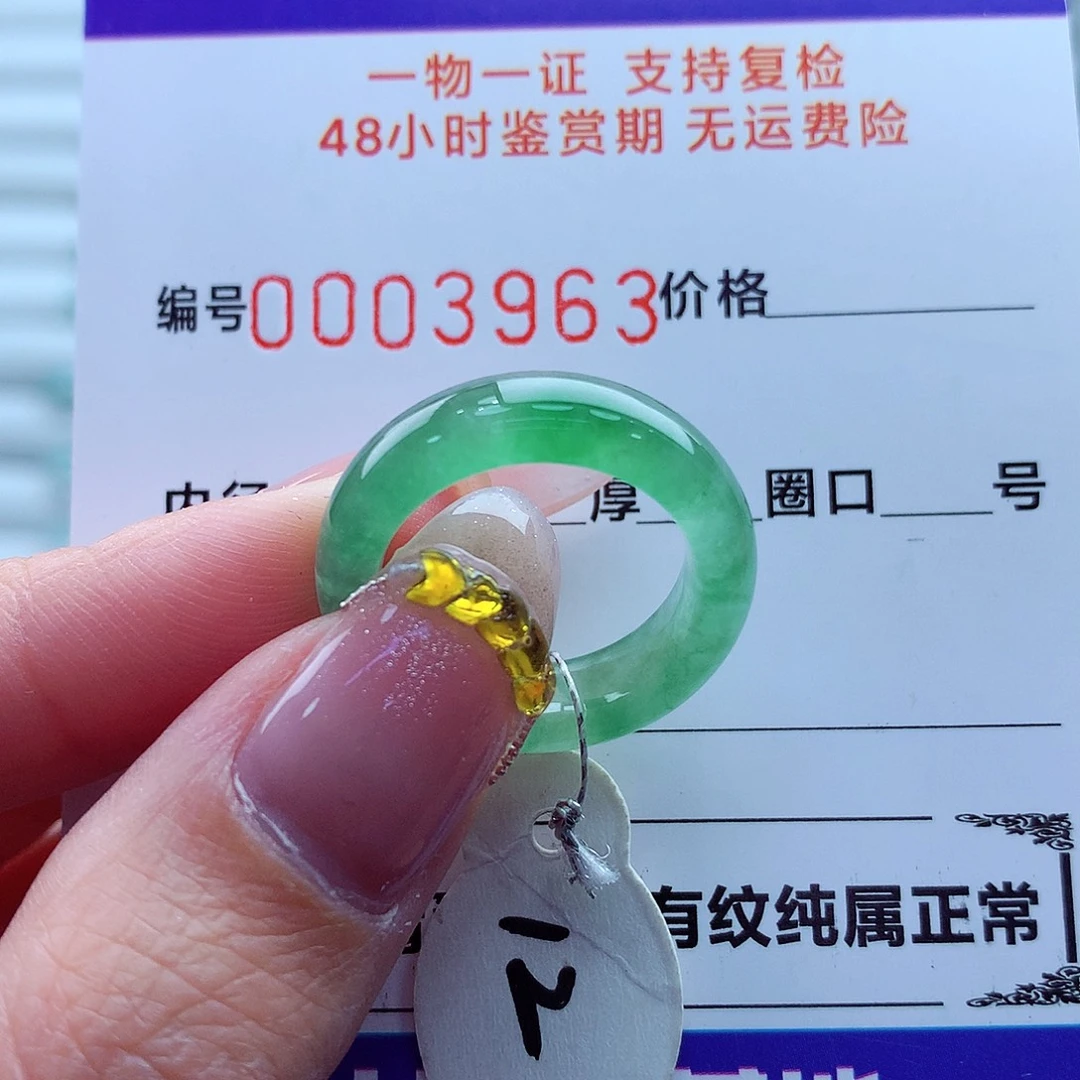 一物一证 支持复检
48小时鉴赏期 无运费险
编号0003963价格
内径 厚 圈口 号
有纹纯属正常